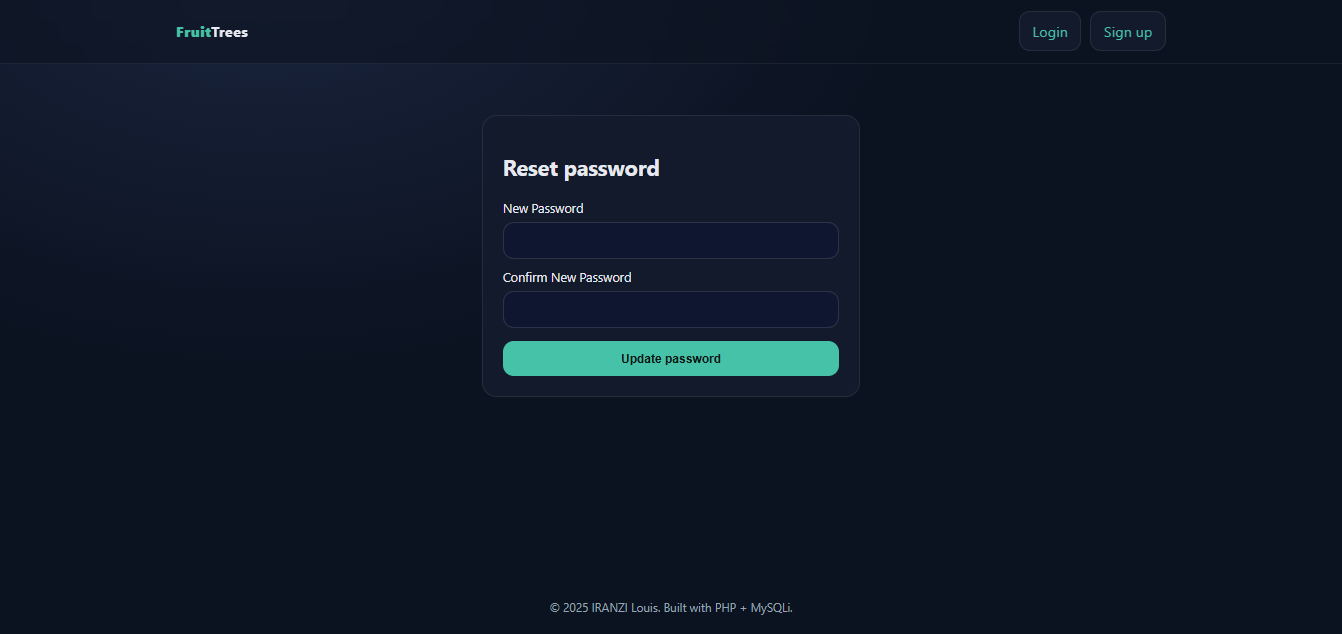 FruitTrees
Login
Sign up
Reset password
New Password
Confirm New Password
Update password
© 2025 IRANZI Louis. Built with PHP + MySQLi.